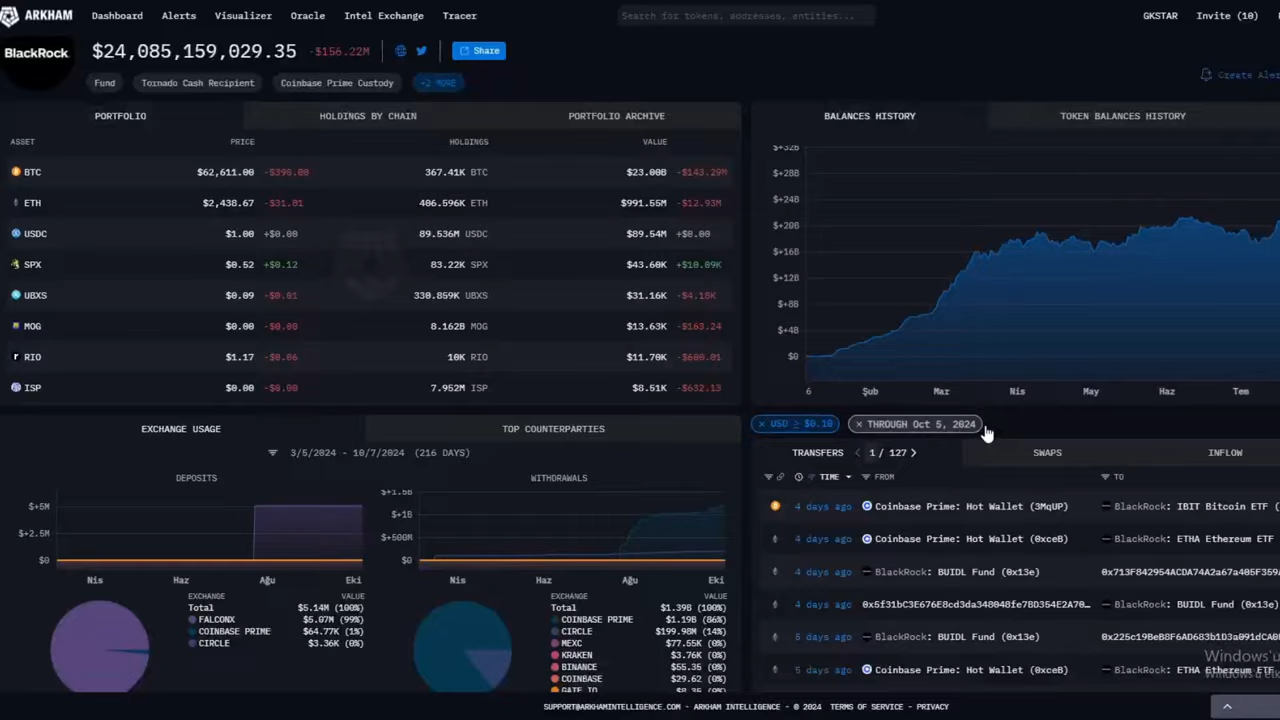 ARKHAM Dashboard Alerts Visualizer Oracle Intel Exchange Tracer Search for tokens, addresses, entities... GKSTAR Invite (10)
BlackRock $24,085,159,029.35 -$156.22M Share
Fund Tornado Cash Recipient Coinbase Prime Custody +2 MORE Create Aler
PORTFOLIO HOLDINGS BY CHAIN PORTFOLIO ARCHIVE
ASSET PRICE HOLDINGS VALUE
BTC $62,611.00 -$390.00 367.41K BTC $23.00B -$143.29M
ETH $2,438.67 -$31.81 406.596K ETH $991.55M -$12.93M
USDC $1.00 +$0.00 89.536M USDC $89.54M +$0.00
SPX $0.52 +$0.12 83.22K SPX $43.60K +$10.09K
UBXS $0.09 -$0.01 330.859K UBXS $31.16K -$4.18K
MOG $0.00 -$0.00 8.162B MOG $13.63K -$163.24
RIO $1.17 -$0.06 10K RIO $11.70K -$600.01
ISP $0.00 -$0.00 7.952M ISP $8.51K -$632.13
BALANCES HISTORY TOKEN BALANCES HISTORY
$+32B
$+28B
$+24B
$+20B
$+16B
$+12B
$+8B
$+4B
$0
6 Şub Mar Nis May Haz Tem
EXCHANGE USAGE TOP COUNTERPARTIES
3/5/2024 - 10/7/2024 (216 DAYS)
DEPOSITS
$+5M
$+2.5M
$0
Nis Haz Ağu Eki
EXCHANGE VALUE
Total $5.14M (100%)
FALCONX $5.07M (99%)
COINBASE PRIME $64.77K (1%)
CIRCLE $3.36K (0%)
WITHDRAWALS
$+1.5B
$+1B
$+500M
$0
Nis Haz Ağu Eki
EXCHANGE VALUE
Total $1.39B (100%)
COINBASE PRIME $1.19B (86%)
CIRCLE $199.98M (14%)
MEXC $77.55K (0%)
KRAKEN $3.76K (0%)
BINANCE $55.35 (0%)
COINBASE $29.62 (0%)
GATE IO $8.35 (0%)
× USD ≥ $0.10 × THROUGH Oct 5, 2024
TRANSFERS < 1 / 127 > SWAPS INFLOW
TIME FROM TO
4 days ago Coinbase Prime: Hot Wallet (3MqUP) BlackRock: IBIT Bitcoin ETF (
4 days ago Coinbase Prime: Hot Wallet (0xceB) BlackRock: ETHA Ethereum ETF
4 days ago BlackRock: BUIDL Fund (0x13e) 0x713F842954ACDA74A2a67a405F359
4 days ago 0x5f31bC3E676E8cd3da348048fe7BD354E2A70... BlackRock: BUIDL Fund (0x13e)
5 days ago BlackRock: BUIDL Fund (0x13e) 0x225c19BeB8F6AD683b1D3a091dCA0
5 days ago Coinbase Prime: Hot Wallet (0xceB) BlackRock: ETHA Ethereum ETF
Windows'u
SUPPORT@ARKHAMINTELLIGENCE.COM - ARKHAM INTELLIGENCE - © 2024 TERMS OF SERVICE - PRIVACY